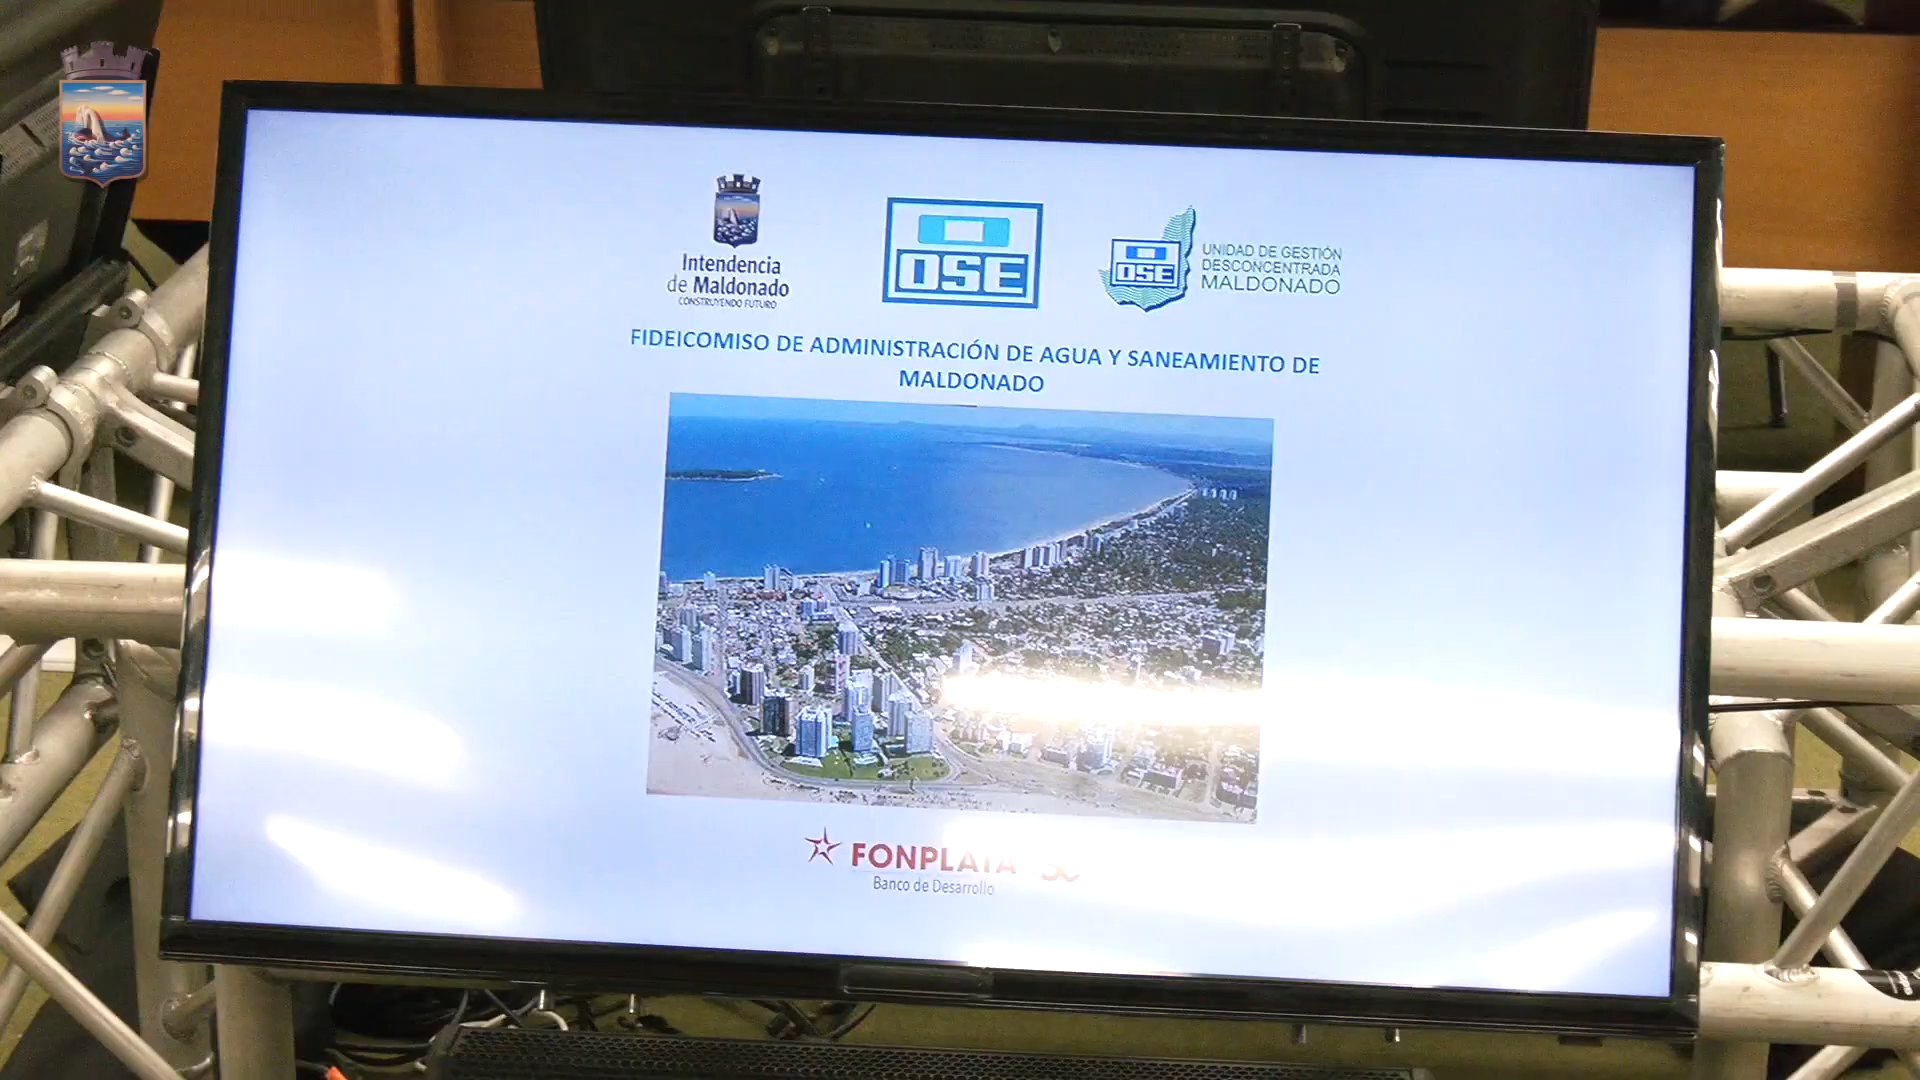 Intendencia
de Maldonado
CONSTRUYENDO FUTURO
OSE
OSE
UNIDAD DE GESTIÓN
DESCONCENTRADA
MALDONADO
FIDEICOMISO DE ADMINISTRACIÓN DE AGUA Y SANEAMIENTO DE
MALDONADO
FONPLATA
Banco de Desarrollo